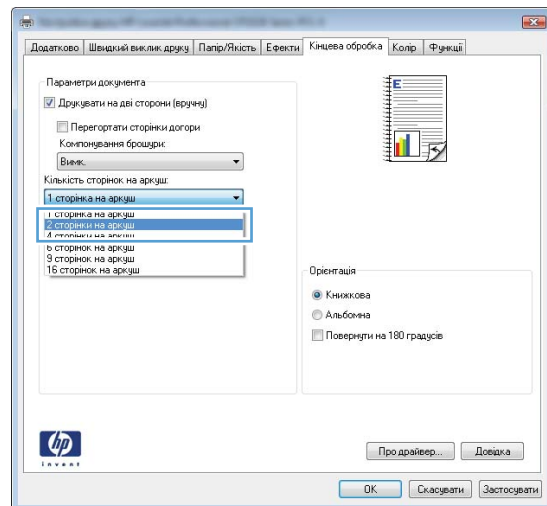 Додатково Швидкий виклик друку Папір/Якість Ефекти Кінцева обробка Колір Функції
Параметри документа
Друкувати на дві сторони (вручну)
Перегортати сторінки догори
Компонування брошури:
Вимк.
Кількість сторінок на аркуш:
1 сторінка на аркуш
1 сторінка на аркуш
2 сторінки на аркуш
4 сторінки на аркуш
6 сторінок на аркуш
9 сторінок на аркуш
16 сторінок на аркуш
E
Орієнтація
Книжкова
Альбомна
Повернути на 180 градусів
hp
invent
Про драйвер... Довідка
OK Скасувати Застосувати